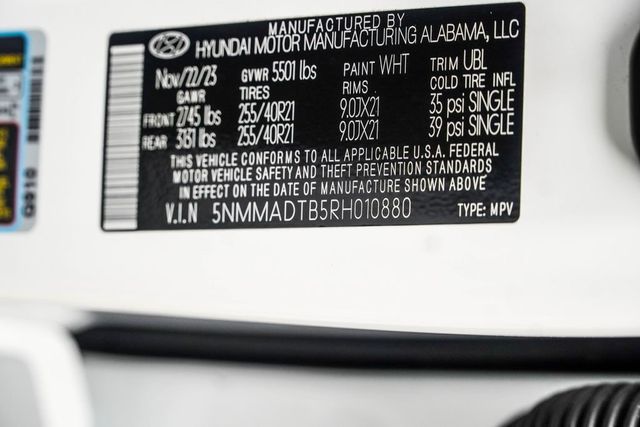 MANUFACTURED BY
HYUNDAI MOTOR MANUFACTURING ALABAMA, LLC
Nov/22/23 GVWR 5501 lbs PAINT WHT TRIM UBL
GAWR TIRES RIMS COLD TIRE INFL
FRONT 2745 lbs 255/40R21 9.0JX21 35 psi SINGLE
REAR 3181 lbs 255/40R21 9.0JX21 39 psi SINGLE
THIS VEHICLE CONFORMS TO ALL APPLICABLE U.S.A. FEDERAL
MOTOR VEHICLE SAFETY AND THEFT PREVENTION STANDARDS
IN EFFECT ON THE DATE OF MANUFACTURE SHOWN ABOVE
V.I.N 5NMMADTB5RH010880 TYPE: MPV